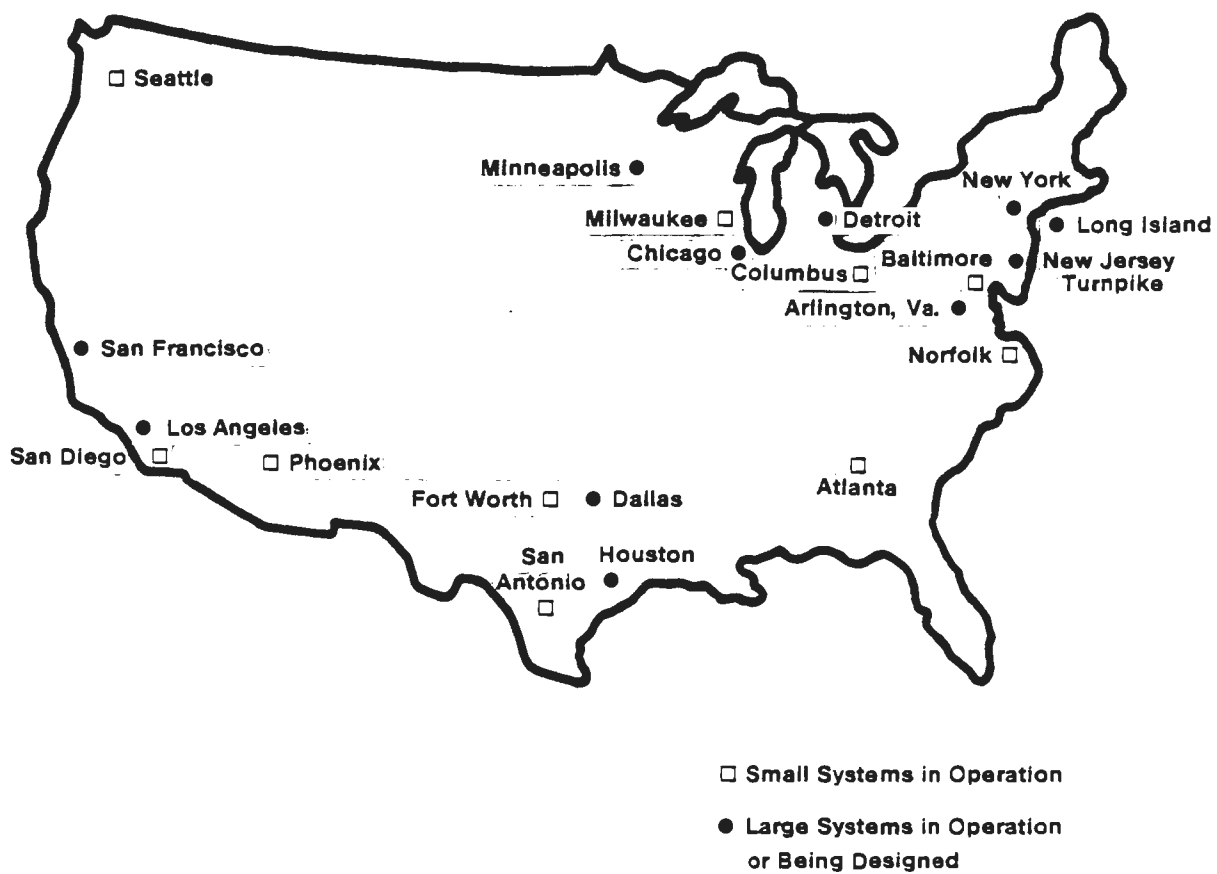 Seattle
Minneapolis
New York
Milwaukee
Detroit
Long Island
Chicago
Baltimore
New Jersey
Turnpike
Columbus
Arlington, Va.
San Francisco
Norfolk
Los Angeles
San Diego
Phoenix
Atlanta
Fort Worth
Dallas
San
Antonio
Houston
Small Systems in Operation
Large Systems in Operation
or Being Designed